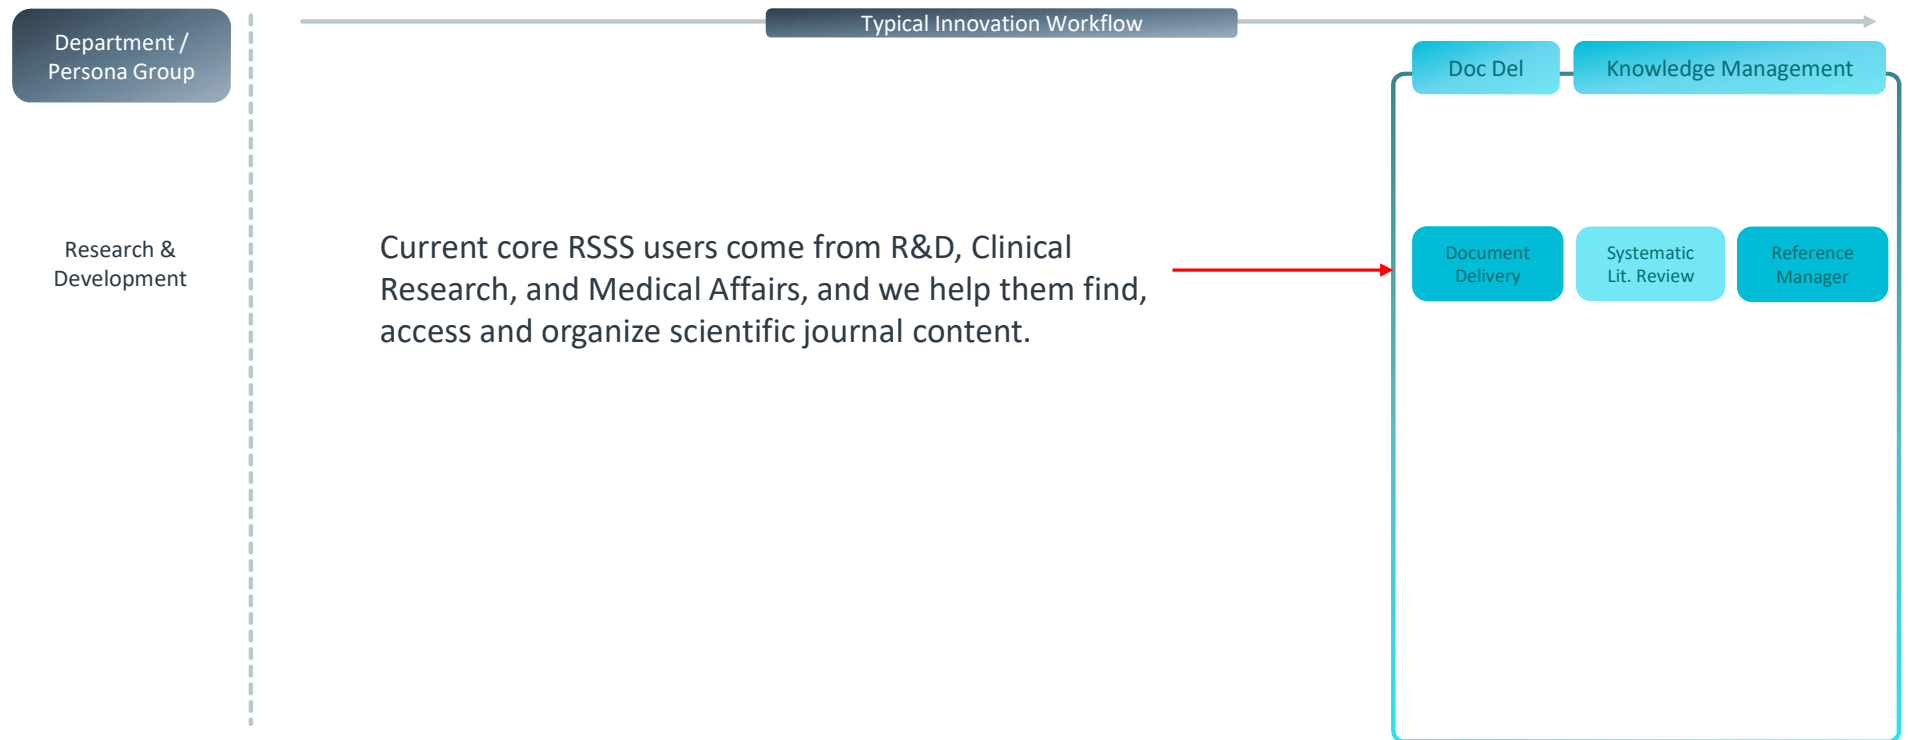 Department /
Persona Group
Typical Innovation Workflow
Doc Del
Knowledge Management
Research &
Development
Current core RSSS users come from R&D, Clinical
Research, and Medical Affairs, and we help them find,
access and organize scientific journal content.
Document
Delivery
Systematic
Lit. Review
Reference
Manager